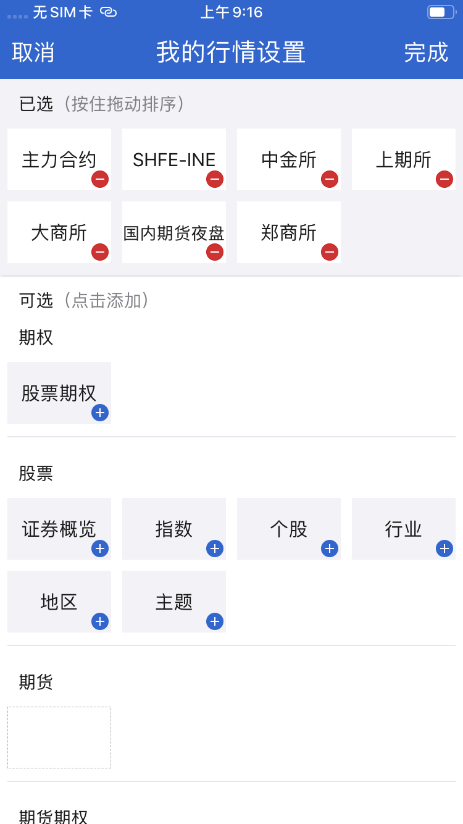 无SIM卡 上午9:16
取消 我的行情设置 完成
已选（按住拖动排序）
主力合约 SHFE-INE 中金所 上期所
大商所 国内期货夜盘 郑商所
可选（点击添加）
期权
股票期权
股票
证券概览 指数 个股 行业
地区 主题
期货
期货期权